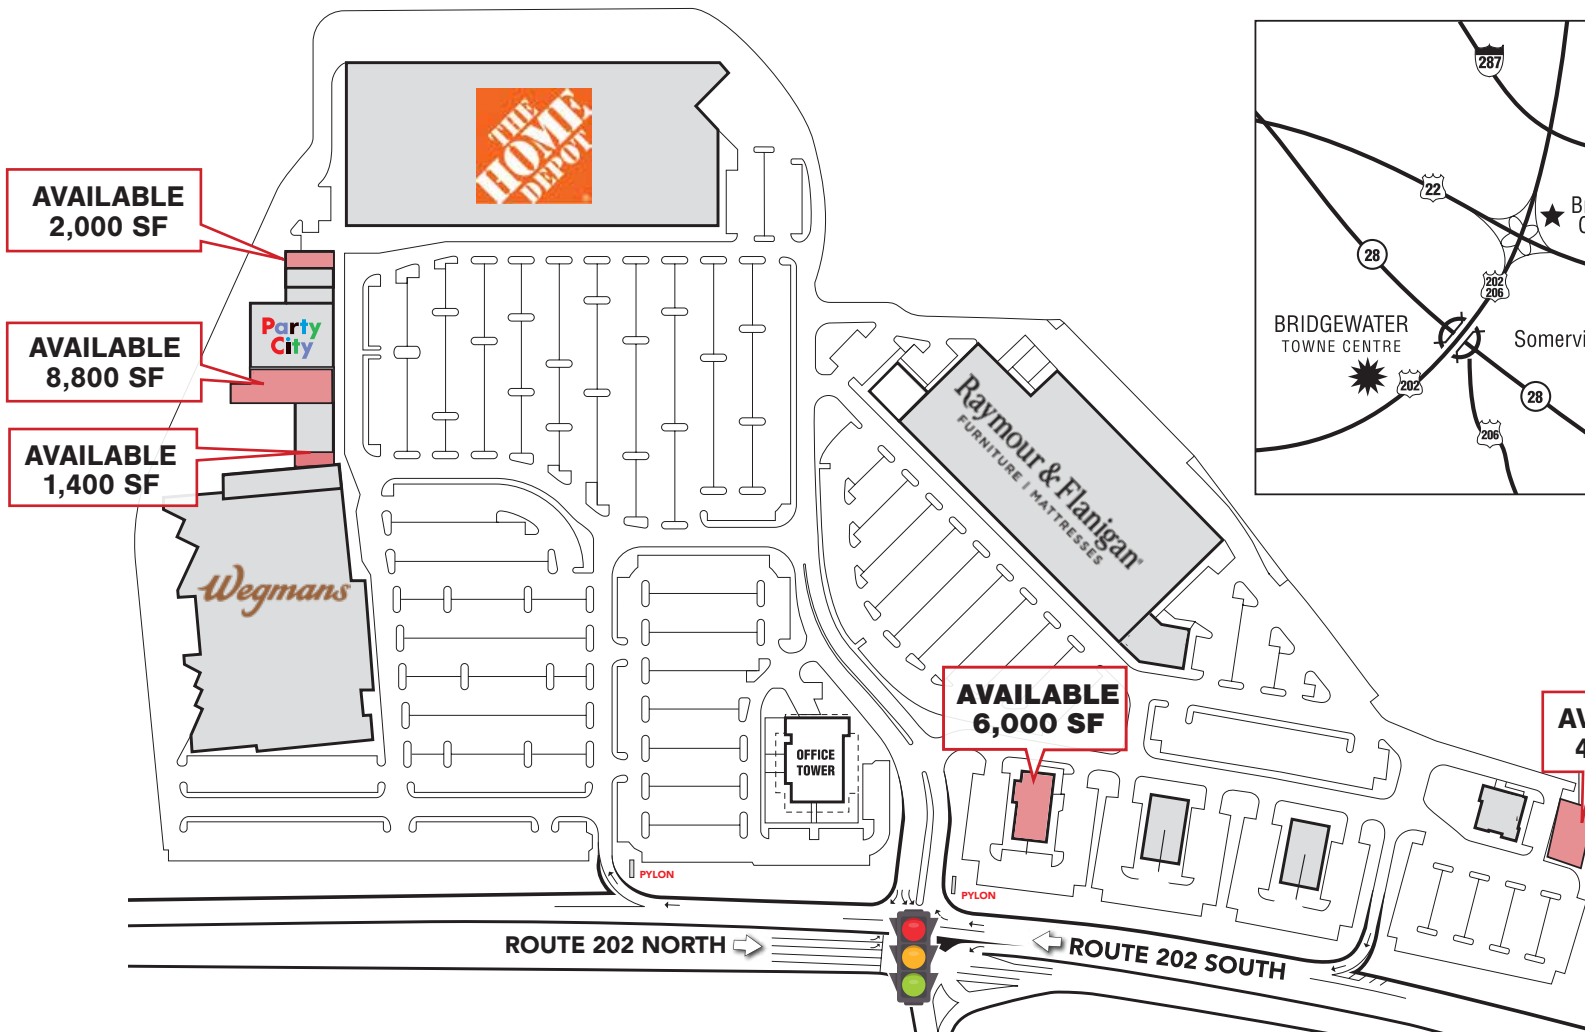 THE
HOME
DEPOT
AVAILABLE
2,000 SF
Party
City
AVAILABLE
8,800 SF
AVAILABLE
1,400 SF
Wegmans
Raymour & Flanigan
FURNITURE | MATTRESSES
OFFICE
TOWER
AVAILABLE
6,000 SF
PYLON
PYLON
ROUTE 202 NORTH
ROUTE 202 SOUTH
287
22
28
202
206
BRIDGEWATER
TOWNE CENTRE
202
28
206